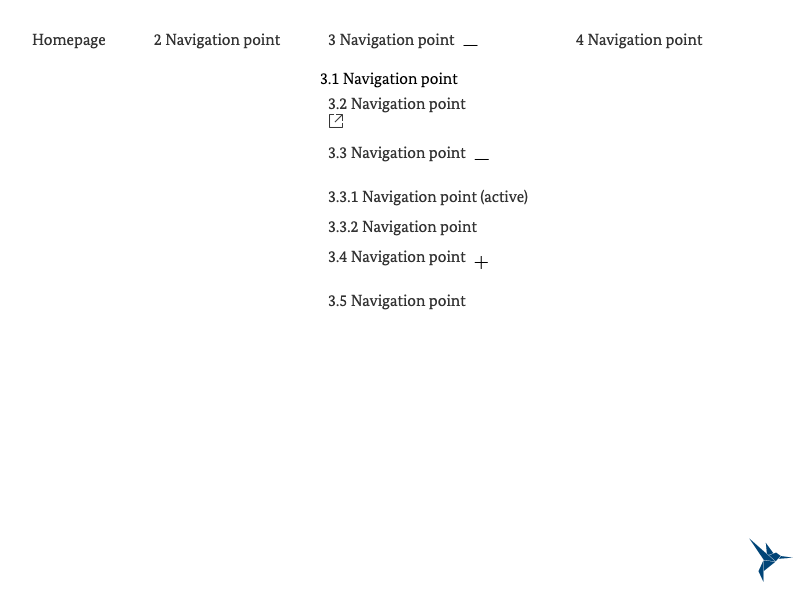 Homepage
2 Navigation point
3 Navigation point
4 Navigation point
3.1 Navigation point
3.2 Navigation point
3.3 Navigation point
3.3.1 Navigation point (active)
3.3.2 Navigation point
3.4 Navigation point
3.5 Navigation point